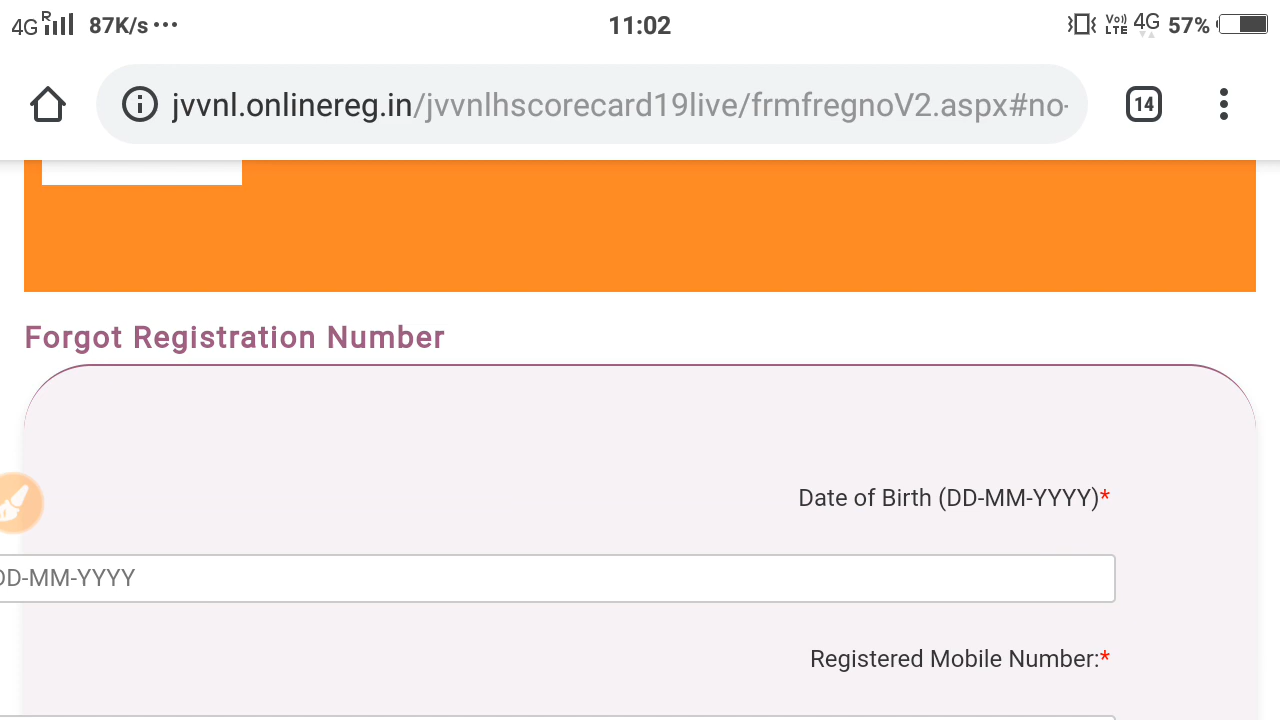 4G R 87K/s ••• 11:02 Vo) LTE 4G 57%
jvvnl.onlinereg.in/jvvnlhscorecard19live/frmfregnoV2.aspx#no- 14
Forgot Registration Number
Date of Birth (DD-MM-YYYY)*
DD-MM-YYYY
Registered Mobile Number:*